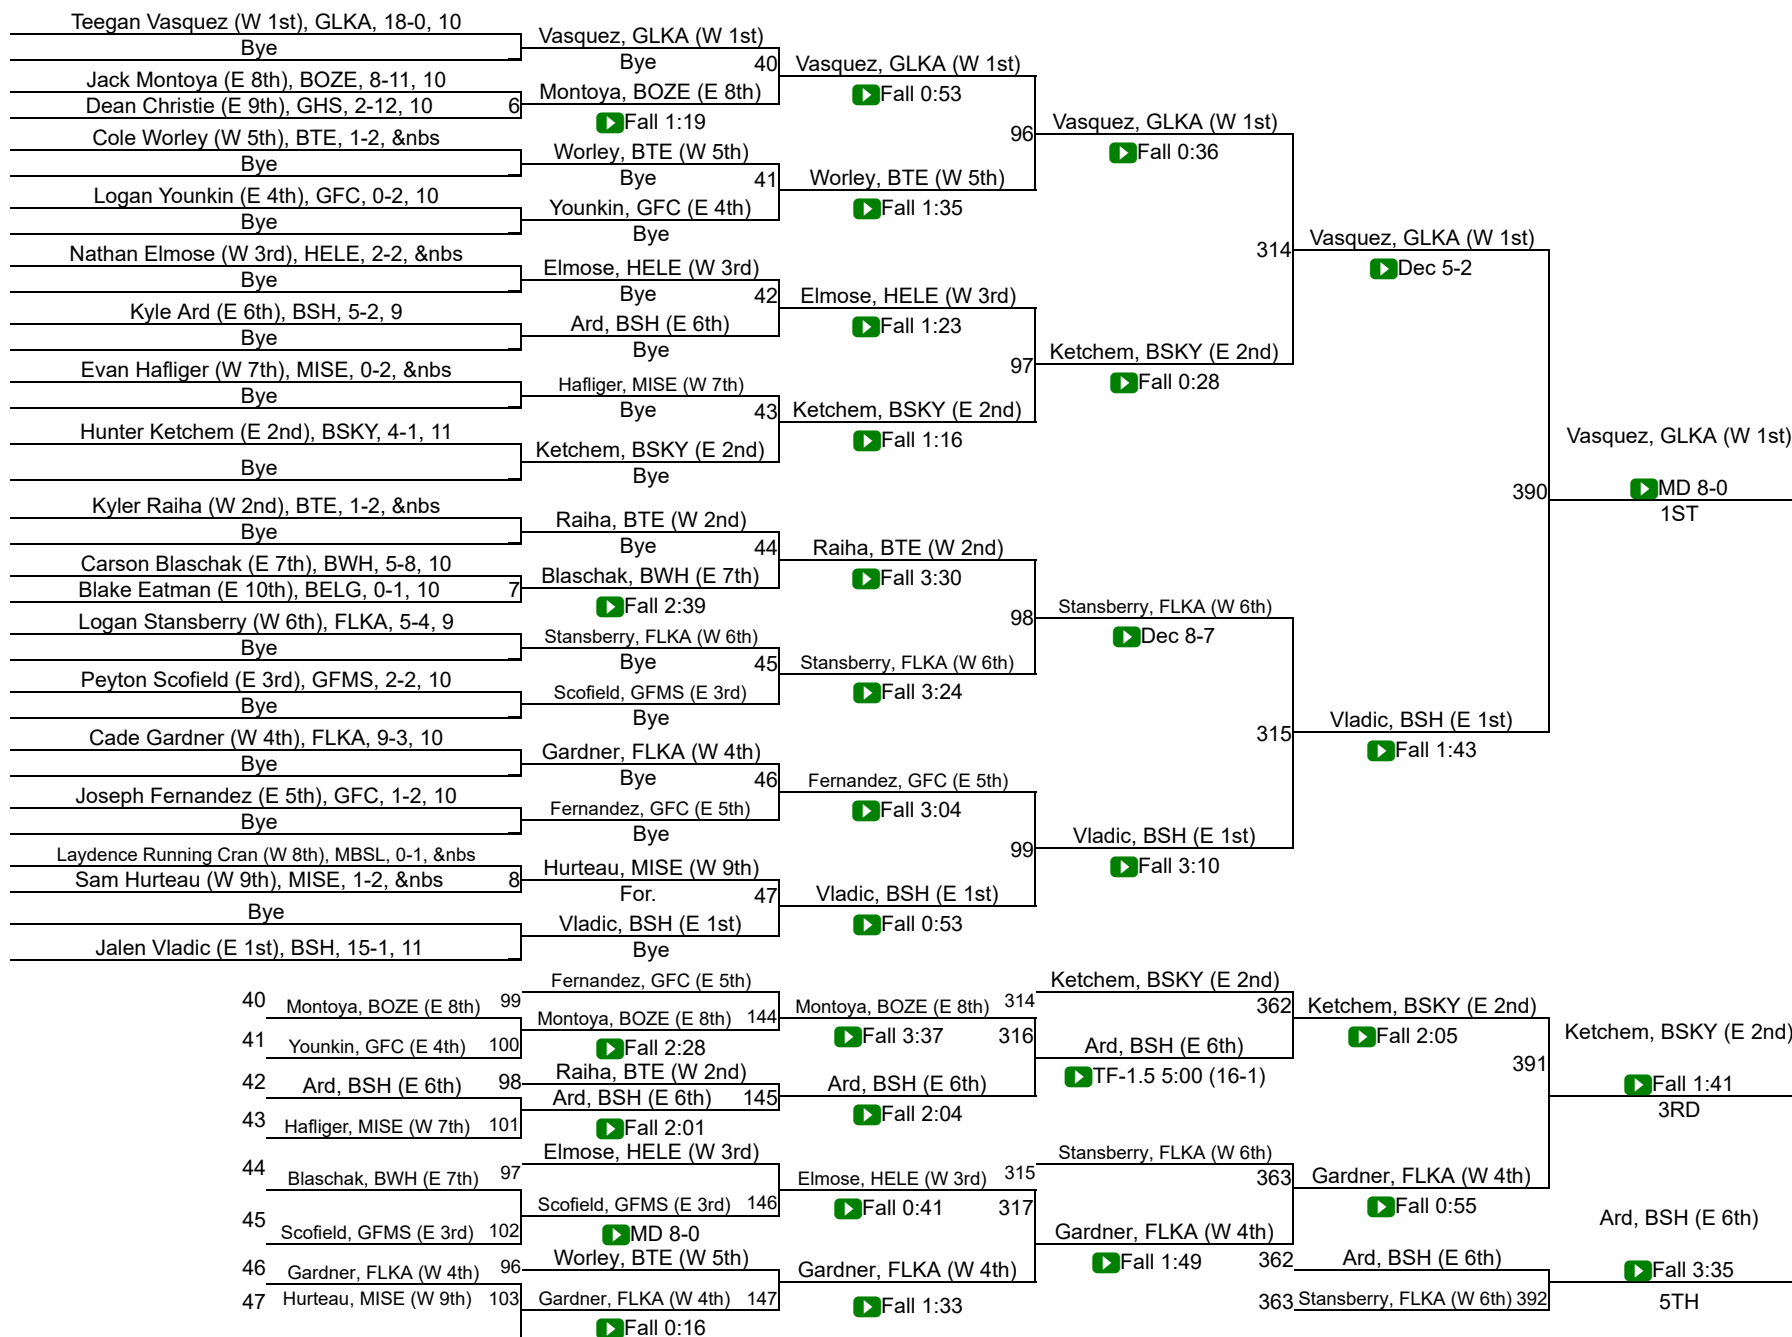 Teegan Vasquez (W 1st), GLKA, 18-0, 10
Bye
Jack Montoya (E 8th), BOZE, 8-11, 10
Dean Christie (E 9th), GHS, 2-12, 10
6
Cole Worley (W 5th), BTE, 1-2, &nbs
Bye
Logan Younkin (E 4th), GFC, 0-2, 10
Bye
Nathan Elmose (W 3rd), HELE, 2-2, &nbs
Bye
Kyle Ard (E 6th), BSH, 5-2, 9
Bye
Evan Hafliger (W 7th), MISE, 0-2, &nbs
Bye
Hunter Ketchem (E 2nd), BSKY, 4-1, 11
Bye
Kyler Raiha (W 2nd), BTE, 1-2, &nbs
Bye
Carson Blaschak (E 7th), BWH, 5-8, 10
Blake Eatman (E 10th), BELG, 0-1, 10
7
Logan Stansberry (W 6th), FLKA, 5-4, 9
Bye
Peyton Scofield (E 3rd), GFMS, 2-2, 10
Bye
Cade Gardner (W 4th), FLKA, 9-3, 10
Bye
Joseph Fernandez (E 5th), GFC, 1-2, 10
Bye
Laydence Running Cran (W 8th), MBSL, 0-1, &nbs
Sam Hurteau (W 9th), MISE, 1-2, &nbs
8
Bye
Jalen Vladic (E 1st), BSH, 15-1, 11
Vasquez, GLKA (W 1st)
Bye
40
Montoya, BOZE (E 8th)
Fall 1:19
Worley, BTE (W 5th)
Bye
41
Younkin, GFC (E 4th)
Bye
Elmose, HELE (W 3rd)
Bye
42
Ard, BSH (E 6th)
Bye
Hafliger, MISE (W 7th)
Bye
43
Ketchem, BSKY (E 2nd)
Bye
Raiha, BTE (W 2nd)
Bye
44
Blaschak, BWH (E 7th)
Fall 2:39
Stansberry, FLKA (W 6th)
Bye
45
Scofield, GFMS (E 3rd)
Bye
Gardner, FLKA (W 4th)
Bye
46
Fernandez, GFC (E 5th)
Bye
Hurteau, MISE (W 9th)
For.
47
Vladic, BSH (E 1st)
Bye
Vasquez, GLKA (W 1st)
Fall 0:53
96
Worley, BTE (W 5th)
Fall 1:35
Elmose, HELE (W 3rd)
Fall 1:23
97
Ketchem, BSKY (E 2nd)
Fall 1:16
Raiha, BTE (W 2nd)
Fall 3:30
98
Stansberry, FLKA (W 6th)
Fall 3:24
Fernandez, GFC (E 5th)
Fall 3:04
99
Vladic, BSH (E 1st)
Fall 0:53
Vasquez, GLKA (W 1st)
Fall 0:36
314
Ketchem, BSKY (E 2nd)
Fall 0:28
Stansberry, FLKA (W 6th)
Dec 8-7
315
Vladic, BSH (E 1st)
Fall 3:10
Vasquez, GLKA (W 1st)
Dec 5-2
390
Vladic, BSH (E 1st)
Fall 1:43
Vasquez, GLKA (W 1st)
MD 8-0
1ST
40
Montoya, BOZE (E 8th)
99
41
Younkin, GFC (E 4th)
100
42
Ard, BSH (E 6th)
98
43
Hafliger, MISE (W 7th)
101
44
Blaschak, BWH (E 7th)
97
45
Scofield, GFMS (E 3rd)
102
46
Gardner, FLKA (W 4th)
96
47
Hurteau, MISE (W 9th)
103
Fernandez, GFC (E 5th)
Montoya, BOZE (E 8th)
144
Fall 2:28
Raiha, BTE (W 2nd)
Ard, BSH (E 6th)
145
Fall 2:01
Elmose, HELE (W 3rd)
Scofield, GFMS (E 3rd)
146
MD 8-0
Worley, BTE (W 5th)
Gardner, FLKA (W 4th)
147
Fall 0:16
Montoya, BOZE (E 8th)
314
Fall 3:37
316
Ard, BSH (E 6th)
Fall 2:04
Elmose, HELE (W 3rd)
315
Fall 0:41
317
Gardner, FLKA (W 4th)
Fall 1:33
Ketchem, BSKY (E 2nd)
362
Ard, BSH (E 6th)
TF-1.5 5:00 (16-1)
Stansberry, FLKA (W 6th)
363
Gardner, FLKA (W 4th)
Fall 1:49
Ketchem, BSKY (E 2nd)
Fall 2:05
391
Gardner, FLKA (W 4th)
Fall 0:55
362
Ard, BSH (E 6th)
363
Stansberry, FLKA (W 6th)
392
Ketchem, BSKY (E 2nd)
Fall 1:41
3RD
Ard, BSH (E 6th)
Fall 3:35
5TH